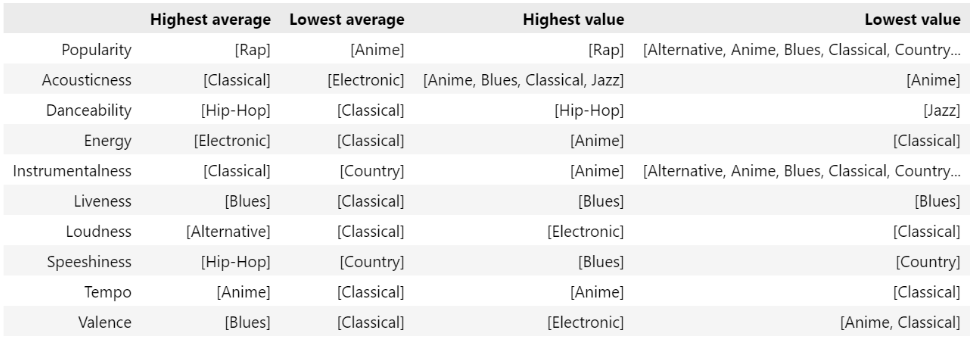 Highest average Lowest average Highest value Lowest value
Popularity [Rap] [Anime] [Rap] [Alternative, Anime, Blues, Classical, Country...
Acousticness [Classical] [Electronic] [Anime, Blues, Classical, Jazz] [Anime]
Danceability [Hip-Hop] [Classical] [Hip-Hop] [Jazz]
Energy [Electronic] [Classical] [Anime] [Classical]
Instrumentalness [Classical] [Country] [Anime] [Alternative, Anime, Blues, Classical, Country...
Liveness [Blues] [Classical] [Blues] [Blues]
Loudness [Alternative] [Classical] [Electronic] [Classical]
Speeshiness [Hip-Hop] [Country] [Blues] [Country]
Tempo [Anime] [Classical] [Anime] [Classical]
Valence [Blues] [Classical] [Electronic] [Anime, Classical]